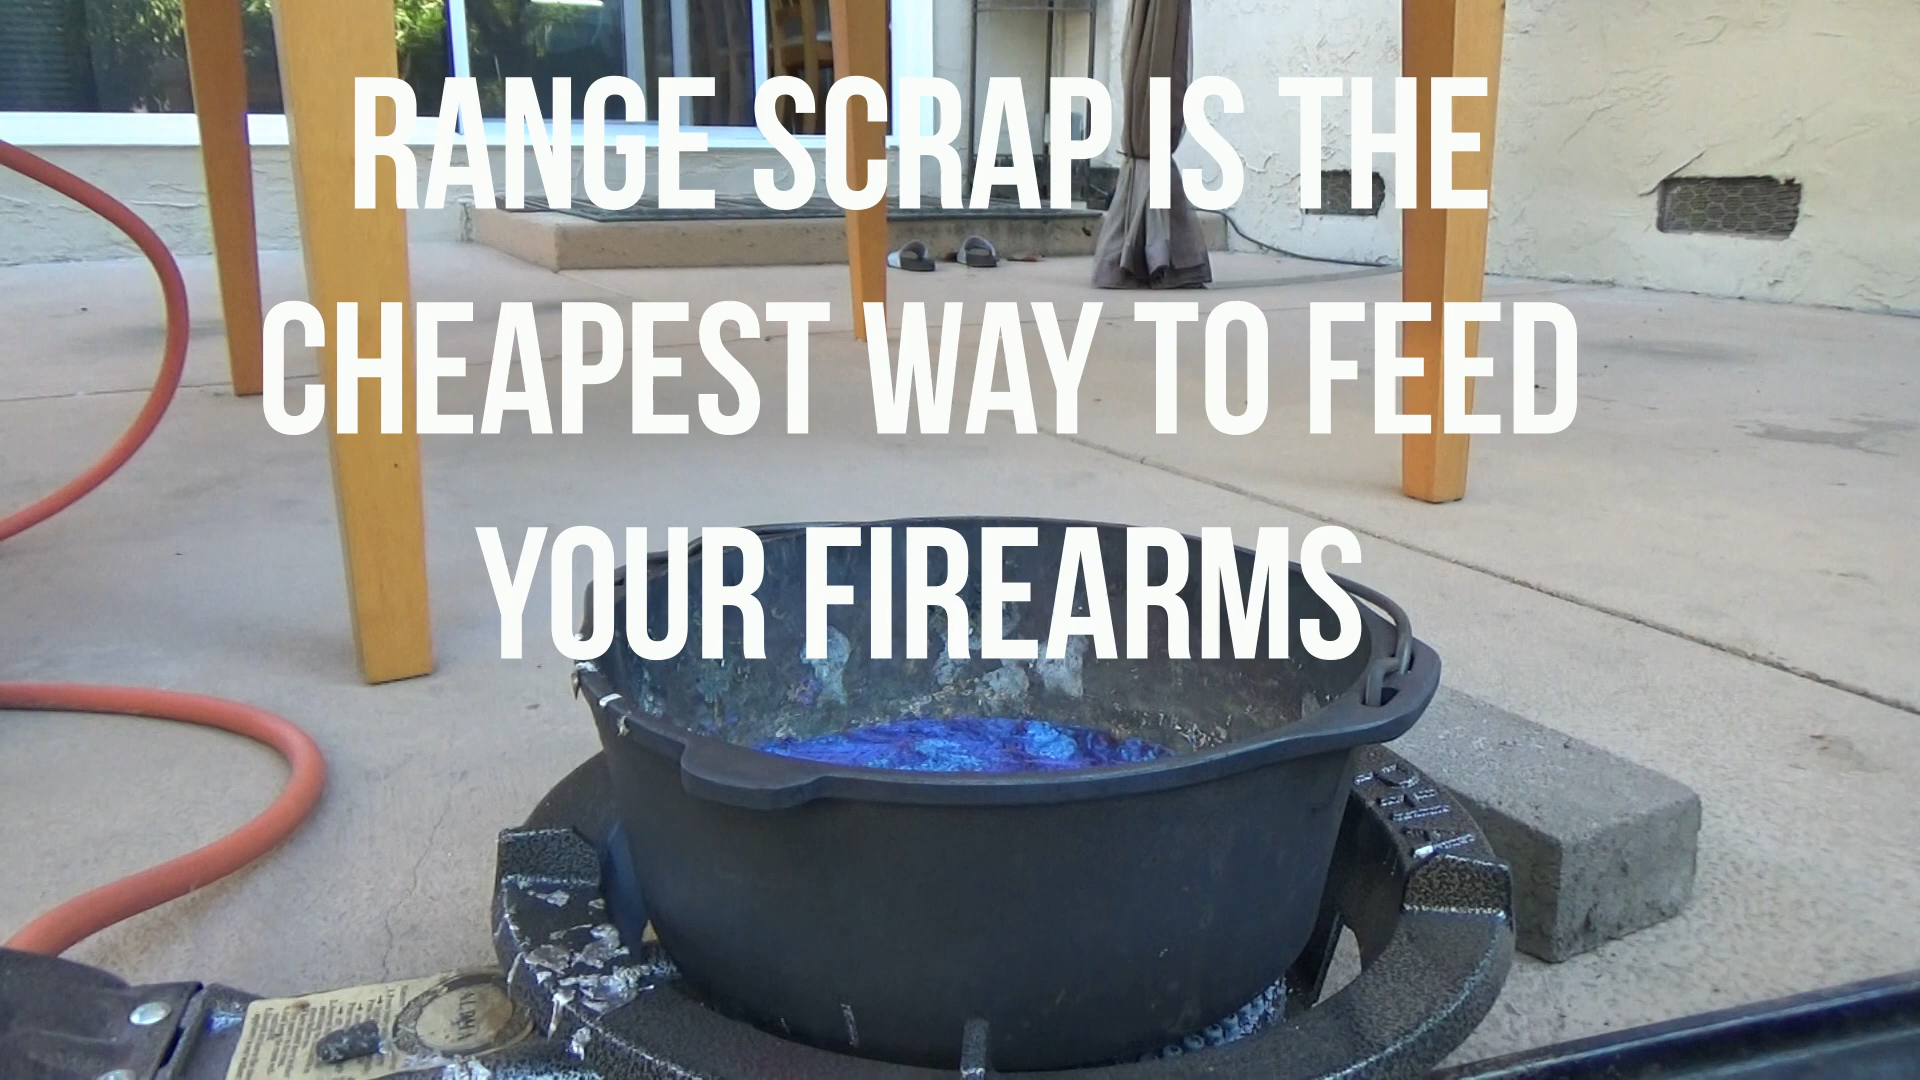 RANGE SCRAP IS THE
CHEAPEST WAY TO FEED
YOUR FIREARMS